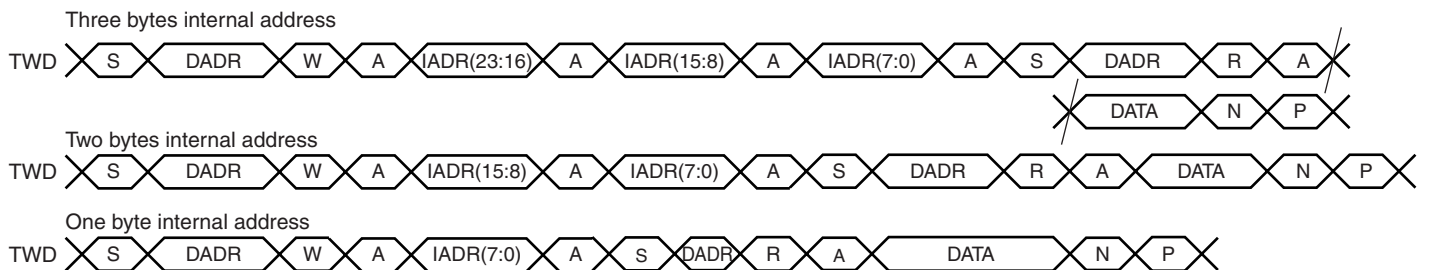 Three bytes internal address
TWD S DADR W A IADR(23:16) A IADR(15:8) A IADR(7:0) A S DADR R A
DATA N P
Two bytes internal address
TWD S DADR W A IADR(15:8) A IADR(7:0) A S DADR R A DATA N P
One byte internal address
TWD S DADR W A IADR(7:0) A S DADR R A DATA N P